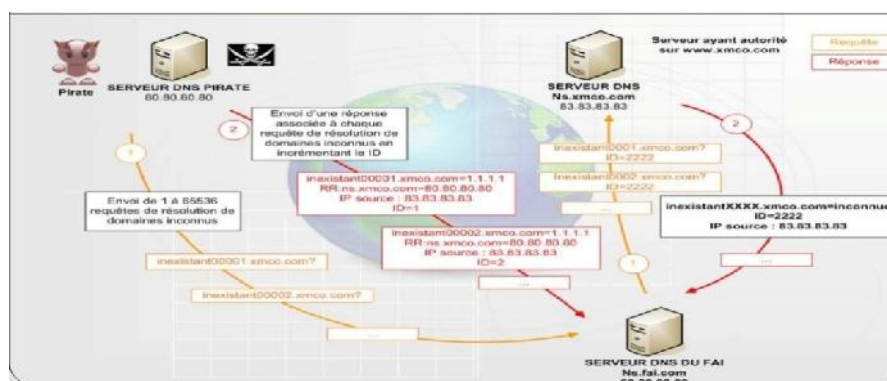 Pirate
SERVEUR DNS PIRATE
80.80.80.80
Serveur ayant autorité
sur www.xmco.com
Requête
Réponse
SERVEUR DNS
Ns.xmco.com
83.83.83.83
1
Envoi de 1 à 65536
requêtes de résolution de
domaines inconnus
inexistant00001.xmco.com?
inexistant00002.xmco.com?
...
2
Envoi d'une réponse
associée à chaque
requête de résolution de
domaines inconnu en
incrémentant le ID
inexistant00001.xmco.com=1.1.1.1
RR:ns.xmco.com=80.80.80.80
IP source : 83.83.83.83
ID=1
inexistant00002.xmco.com=1.1.1.1
RR:ns.xmco.com=80.80.80.80
IP source : 83.83.83.83
ID=2
...
inexistant0001.xmco.com?
ID=2222
inexistant0002.xmco.com?
ID=2222
...
1
2
inexistantXXXX.xmco.com=inconnue
ID=2222
IP source : 83.83.83.83
...
SERVEUR DNS DU FAI
Ns.fai.com